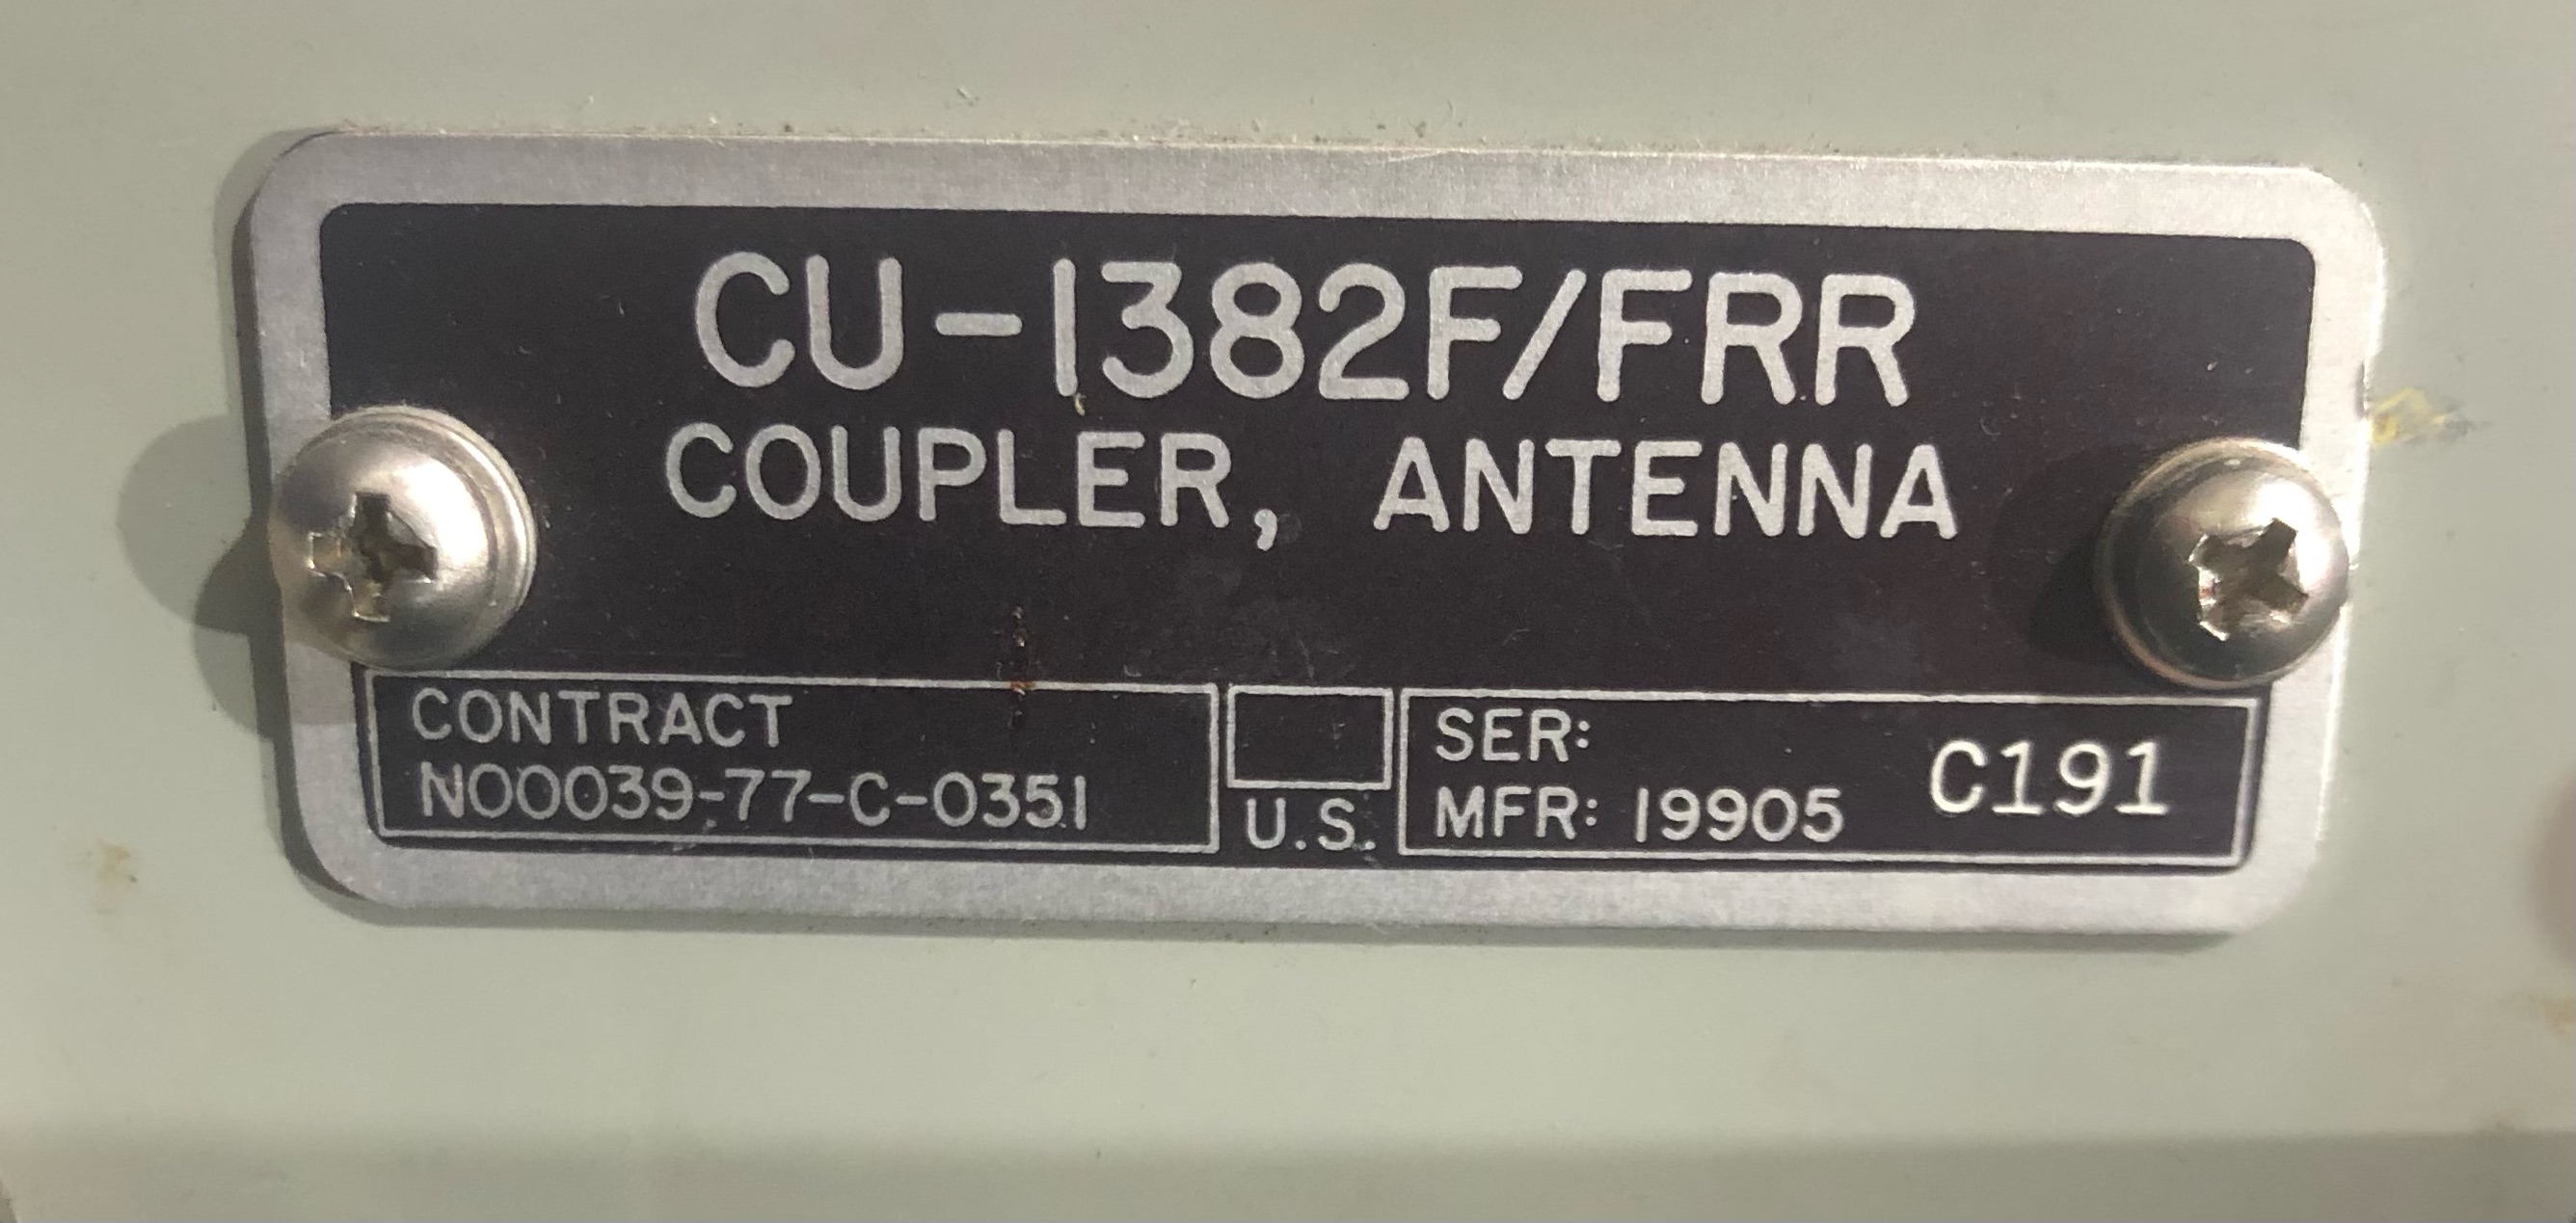 CU-1382F/FRR
COUPLER, ANTENNA
CONTRACT
N00039-77-C-0351
U.S.
SER:
MFR: 19905 C191